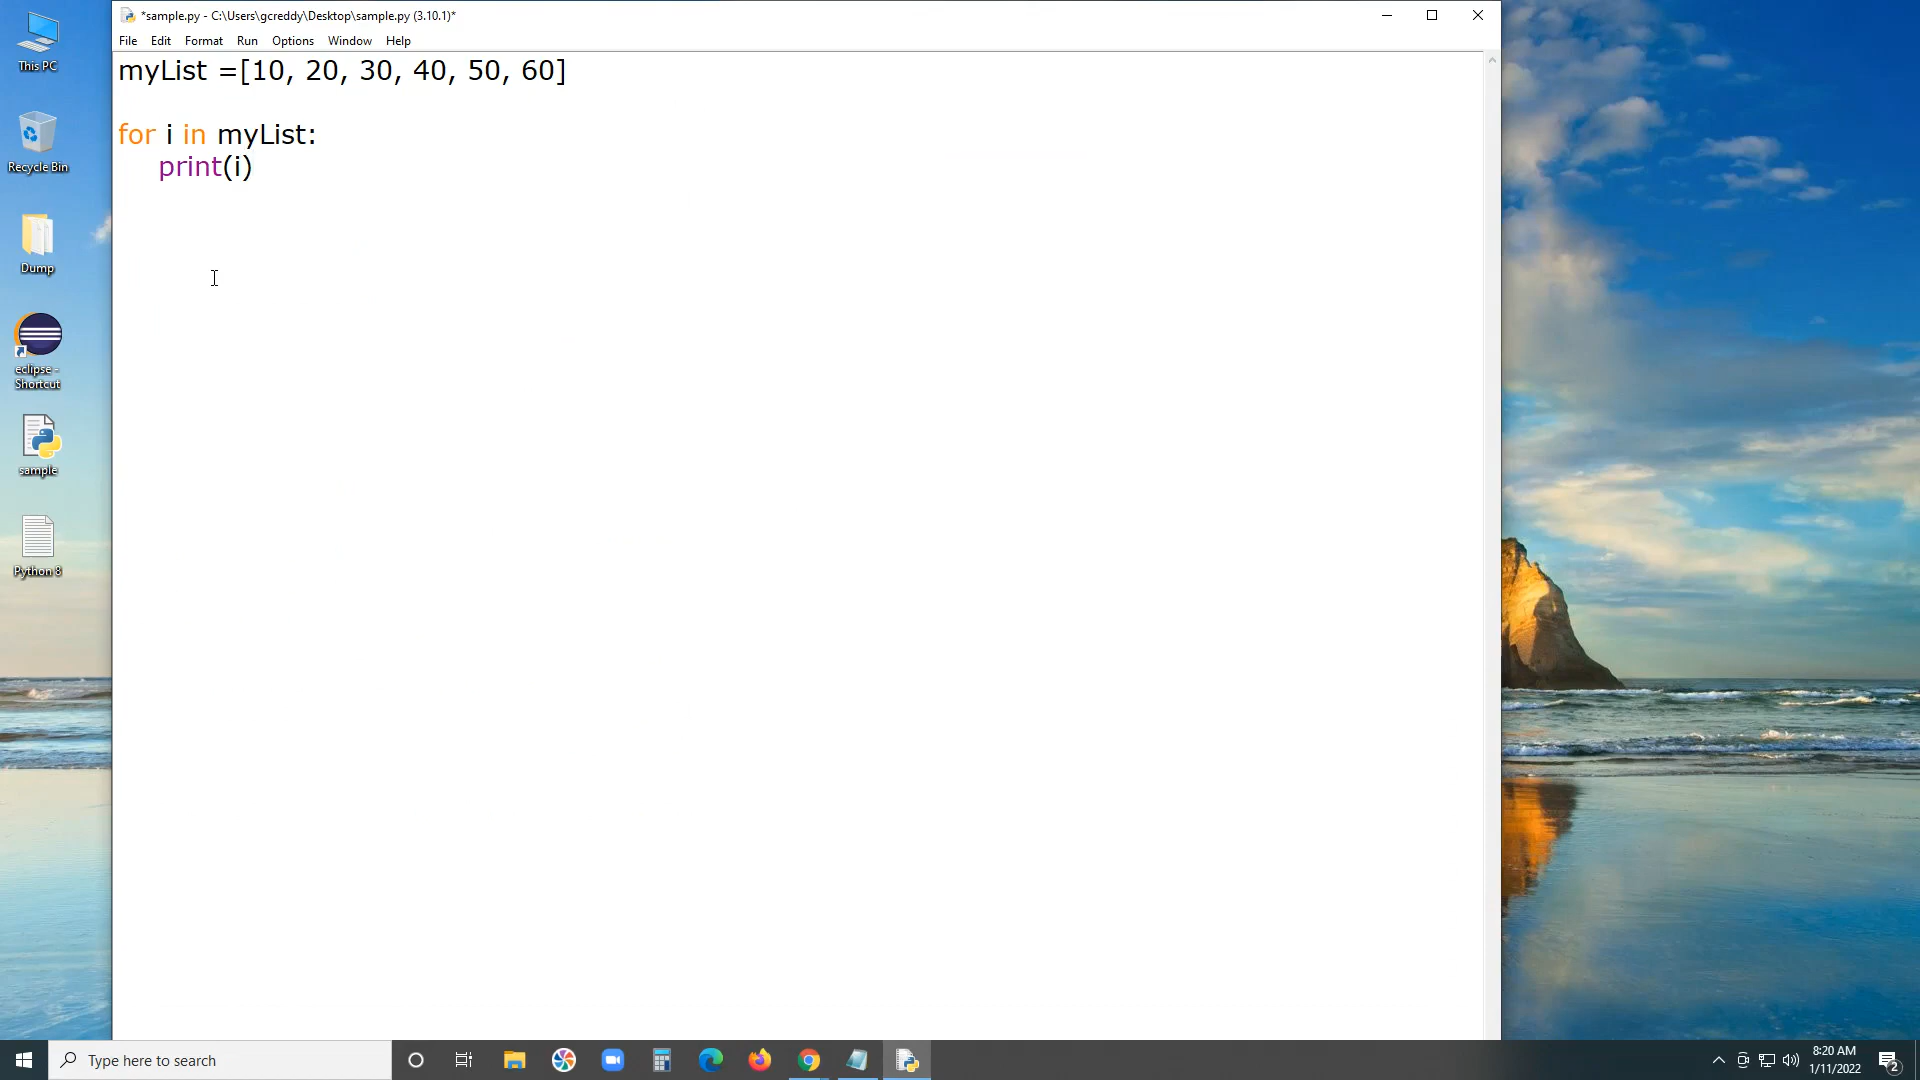 *sample.py - C:\Users\gcreddy\Desktop\sample.py (3.10.1)*
File Edit Format Run Options Window Help
myList =[10, 20, 30, 40, 50, 60]
for i in myList:
print(i)
This PC
Recycle Bin
Dump
eclipse -
Shortcut
sample
Python 8
Type here to search
8:20 AM
1/11/2022
2